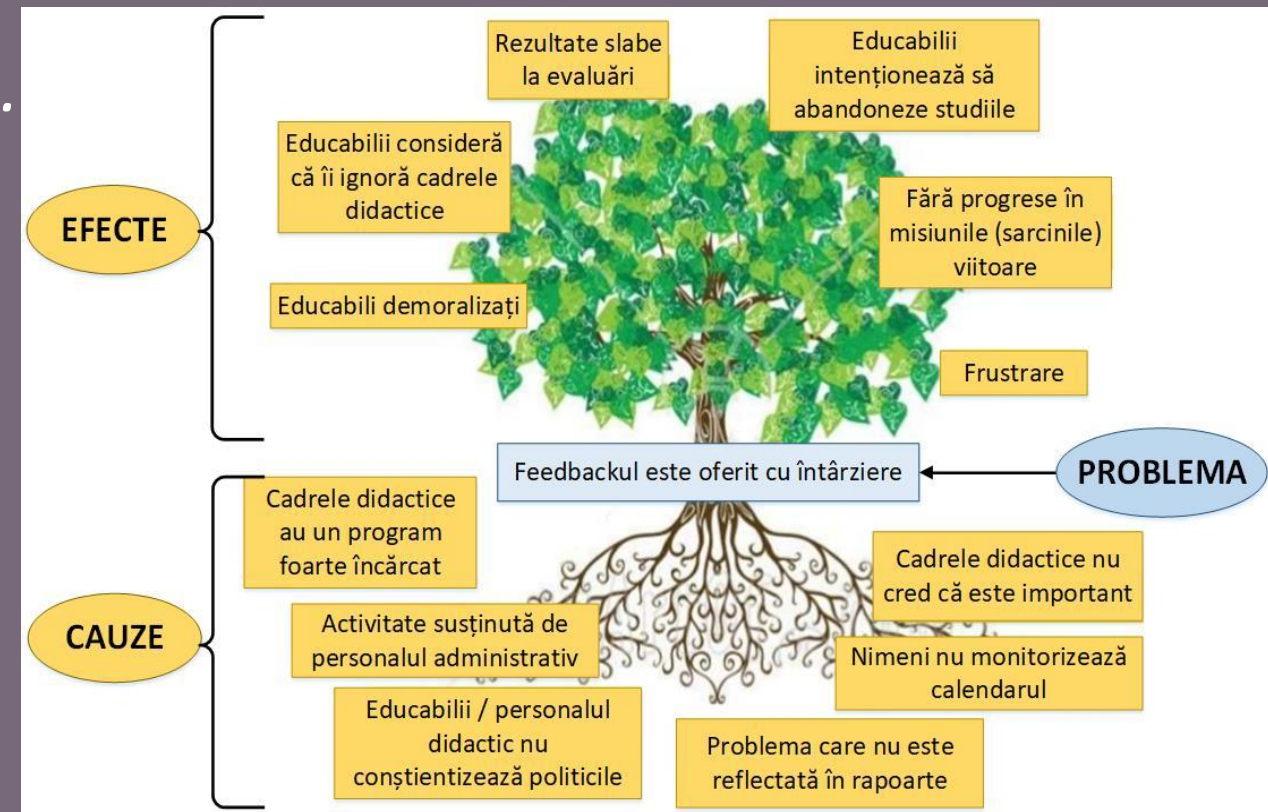 Rezultate slabe
la evaluări
Educabilii
intenționează să
abandoneze studiile
Educabilii consideră
că îi ignoră cadrele
didactice
EFECTE
Fără progrese în
misiunile (sarcinile)
viitoare
Educabili demoralizați
Frustrare
Feedbackul este oferit cu întârziere
PROBLEMA
Cadrele didactice
au un program
foarte încărcat
Cadrele didactice nu
cred că este important
CAUZE
Activitate susținută de
personalul administrativ
Nimeni nu monitorizează
calendarul
Educabilii / personalul
didactic nu
conștientizează politicile
Problema care nu este
reflectată în rapoarte